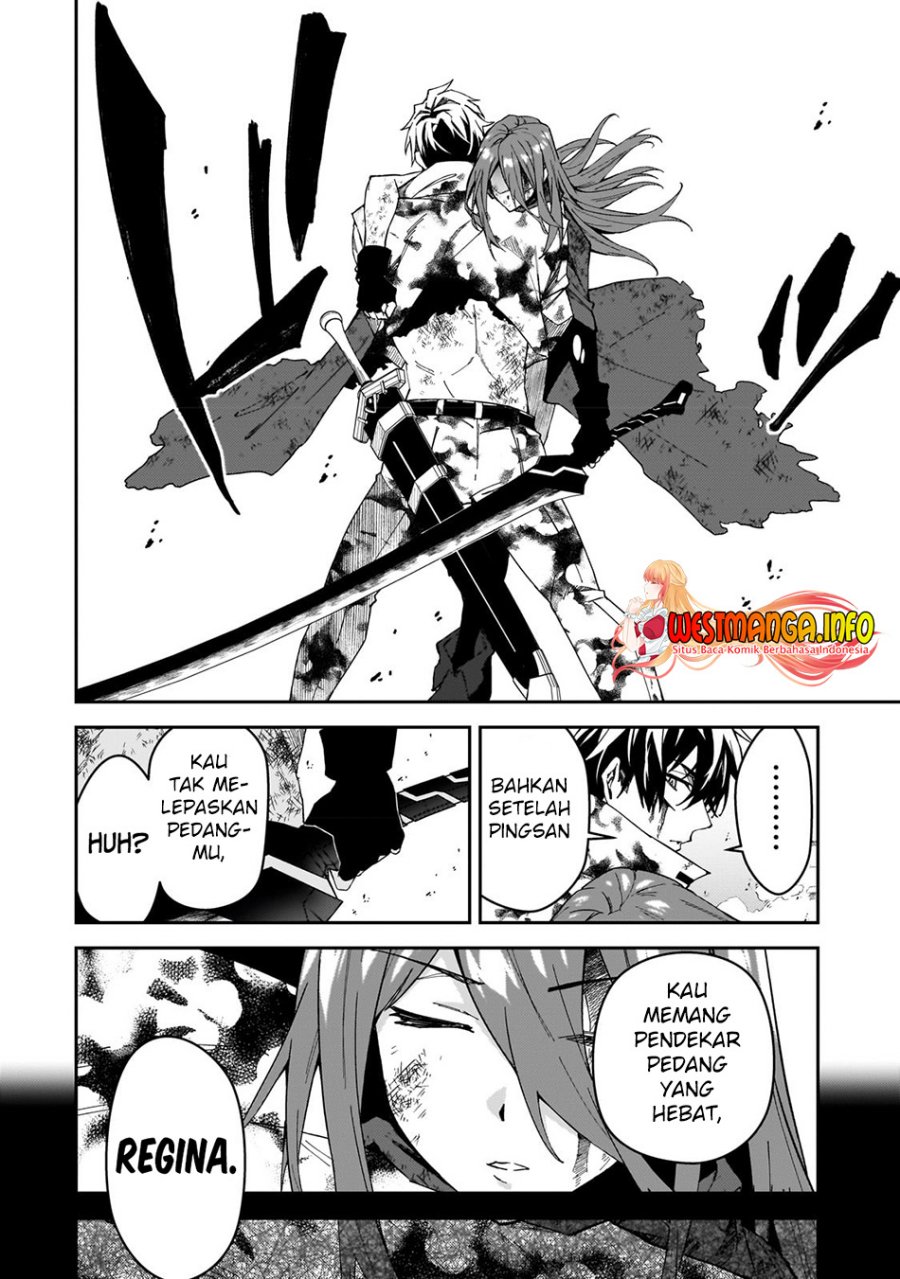 WESTMANGA.INFO
Situs Baca Komik Berbahasa Indonesia
........
BAHKAN
SETELAH
PINGSAN
KAU
TAK ME-
LEPASKAN
PEDANG-
MU,
HUH?
KAU
MEMANG
PENDEKAR
PEDANG
YANG
HEBAT,
REGINA.